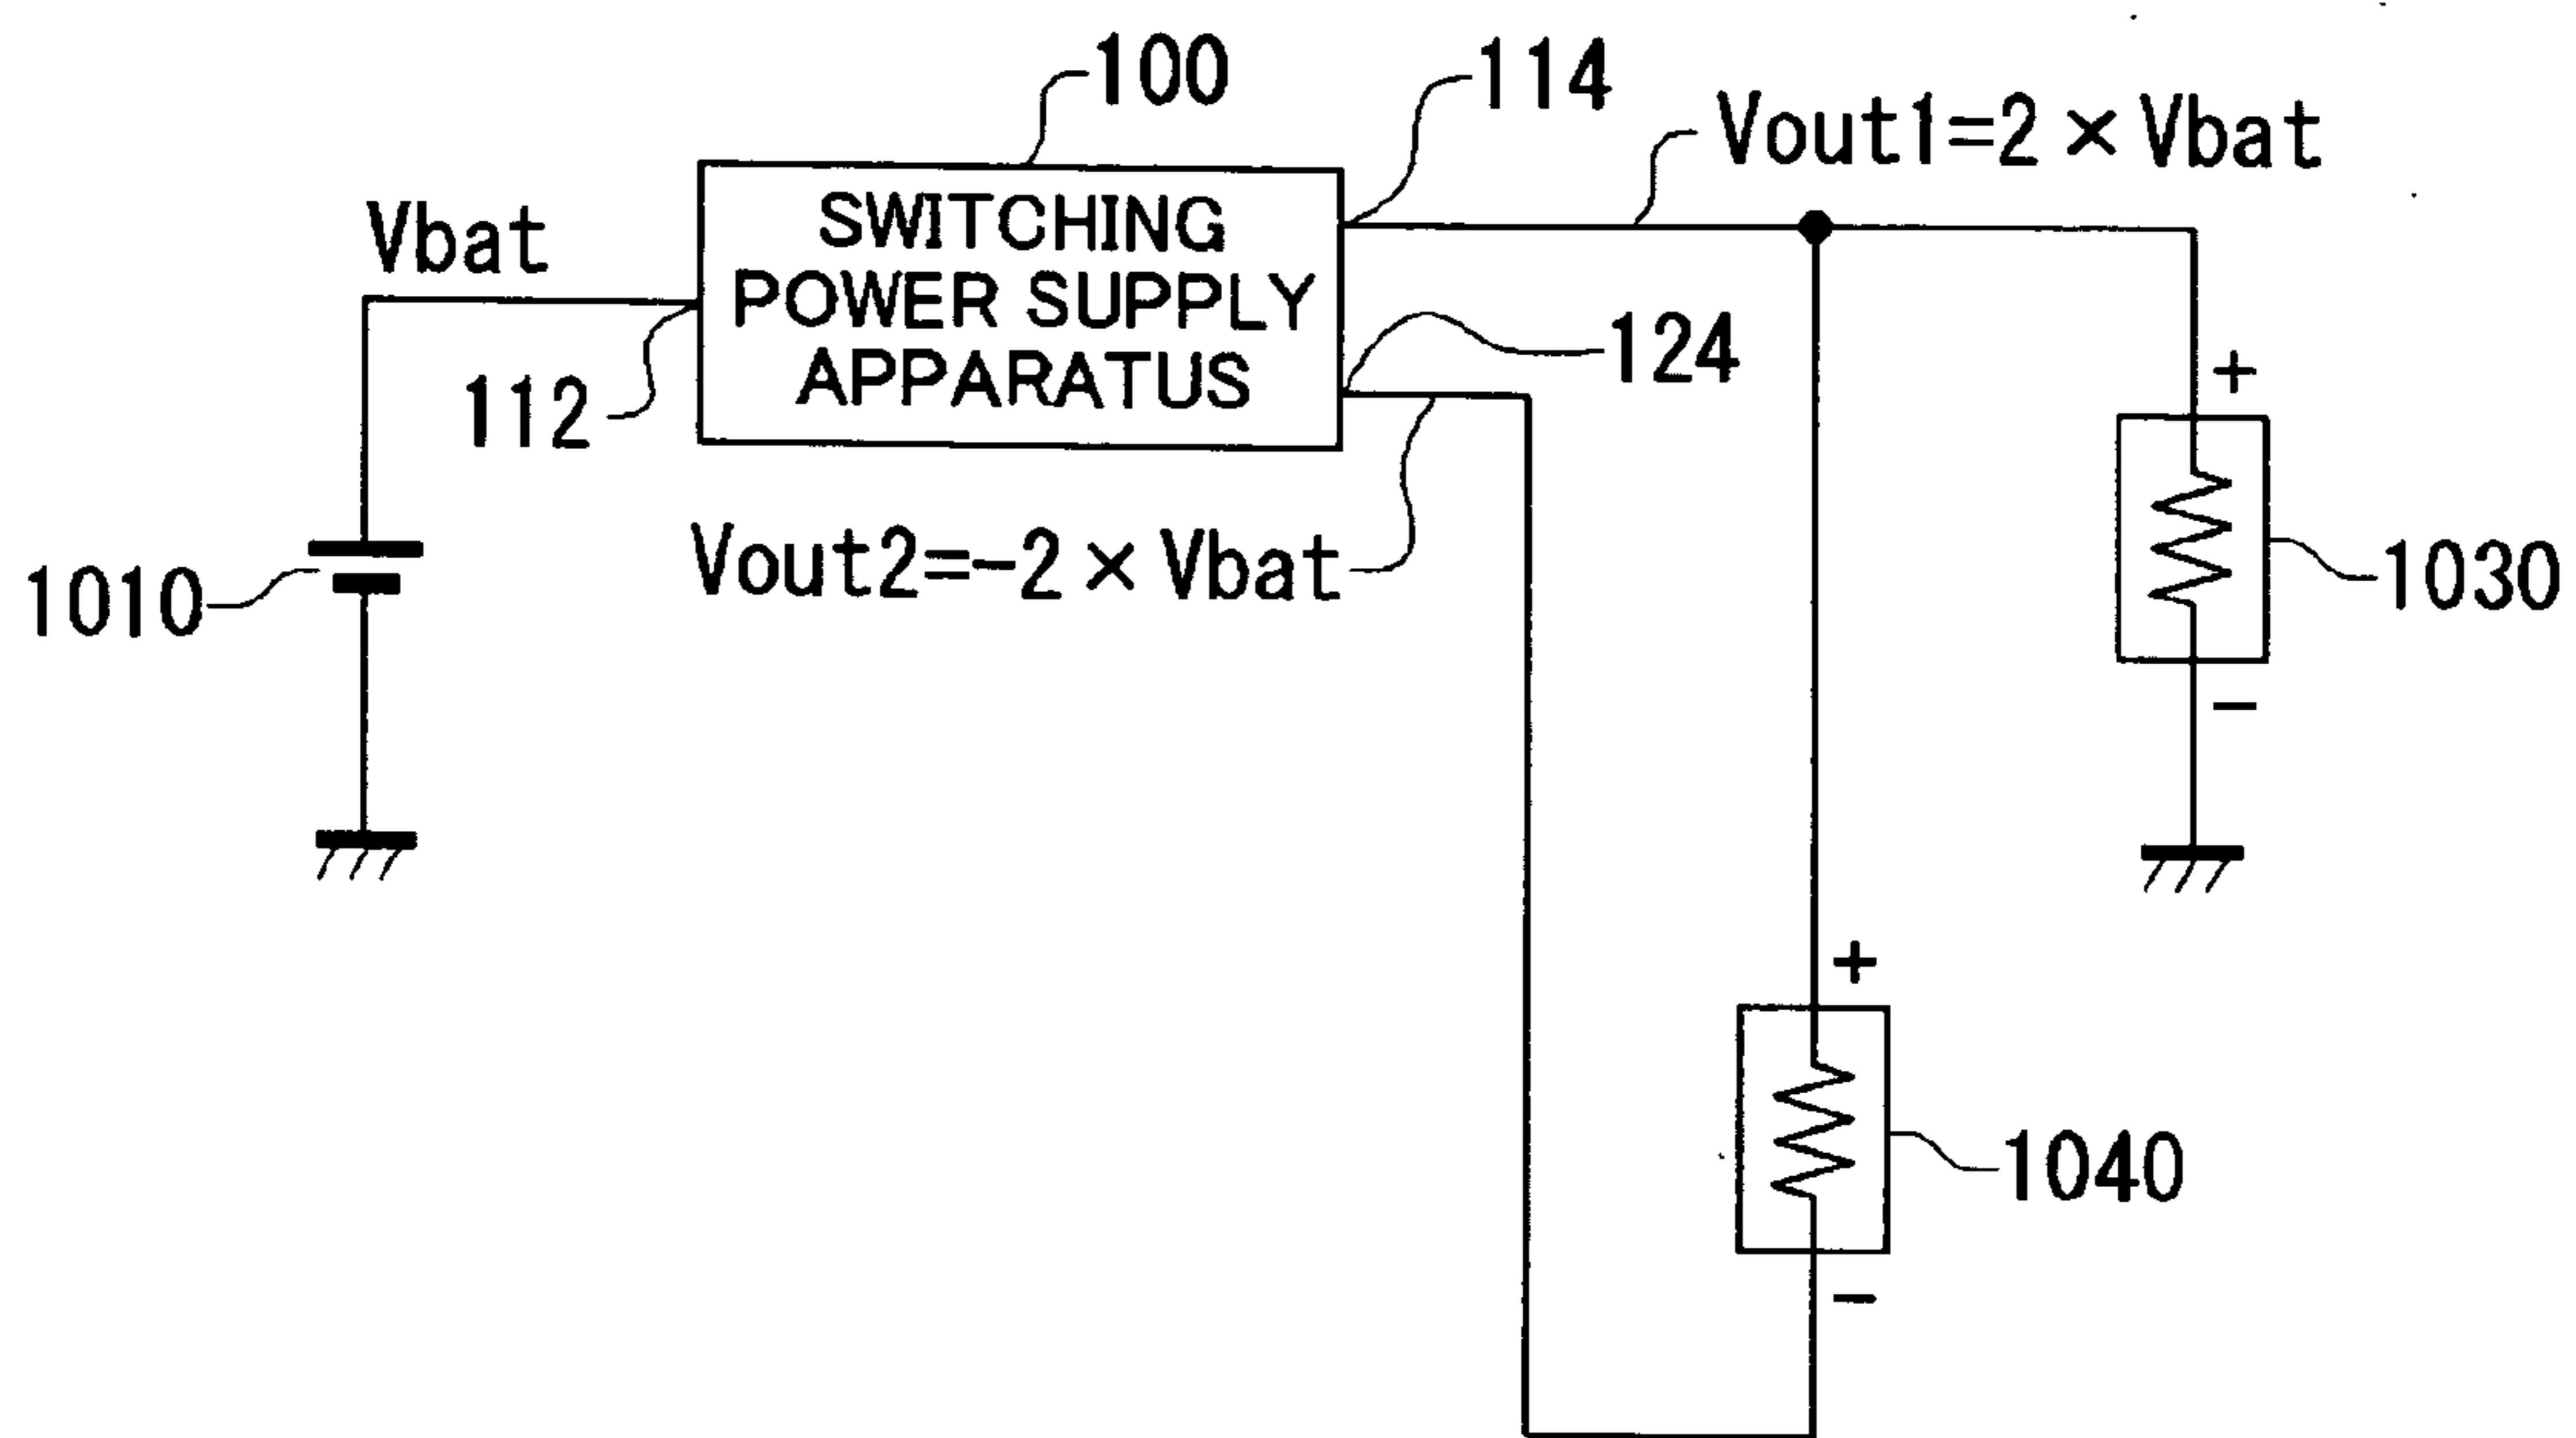 100
114
Vout1=2 × Vbat
Vbat
SWITCHING
POWER SUPPLY
APPARATUS
112
124
+
Vout2=-2 × Vbat
1010
1030
−
+
1040
−